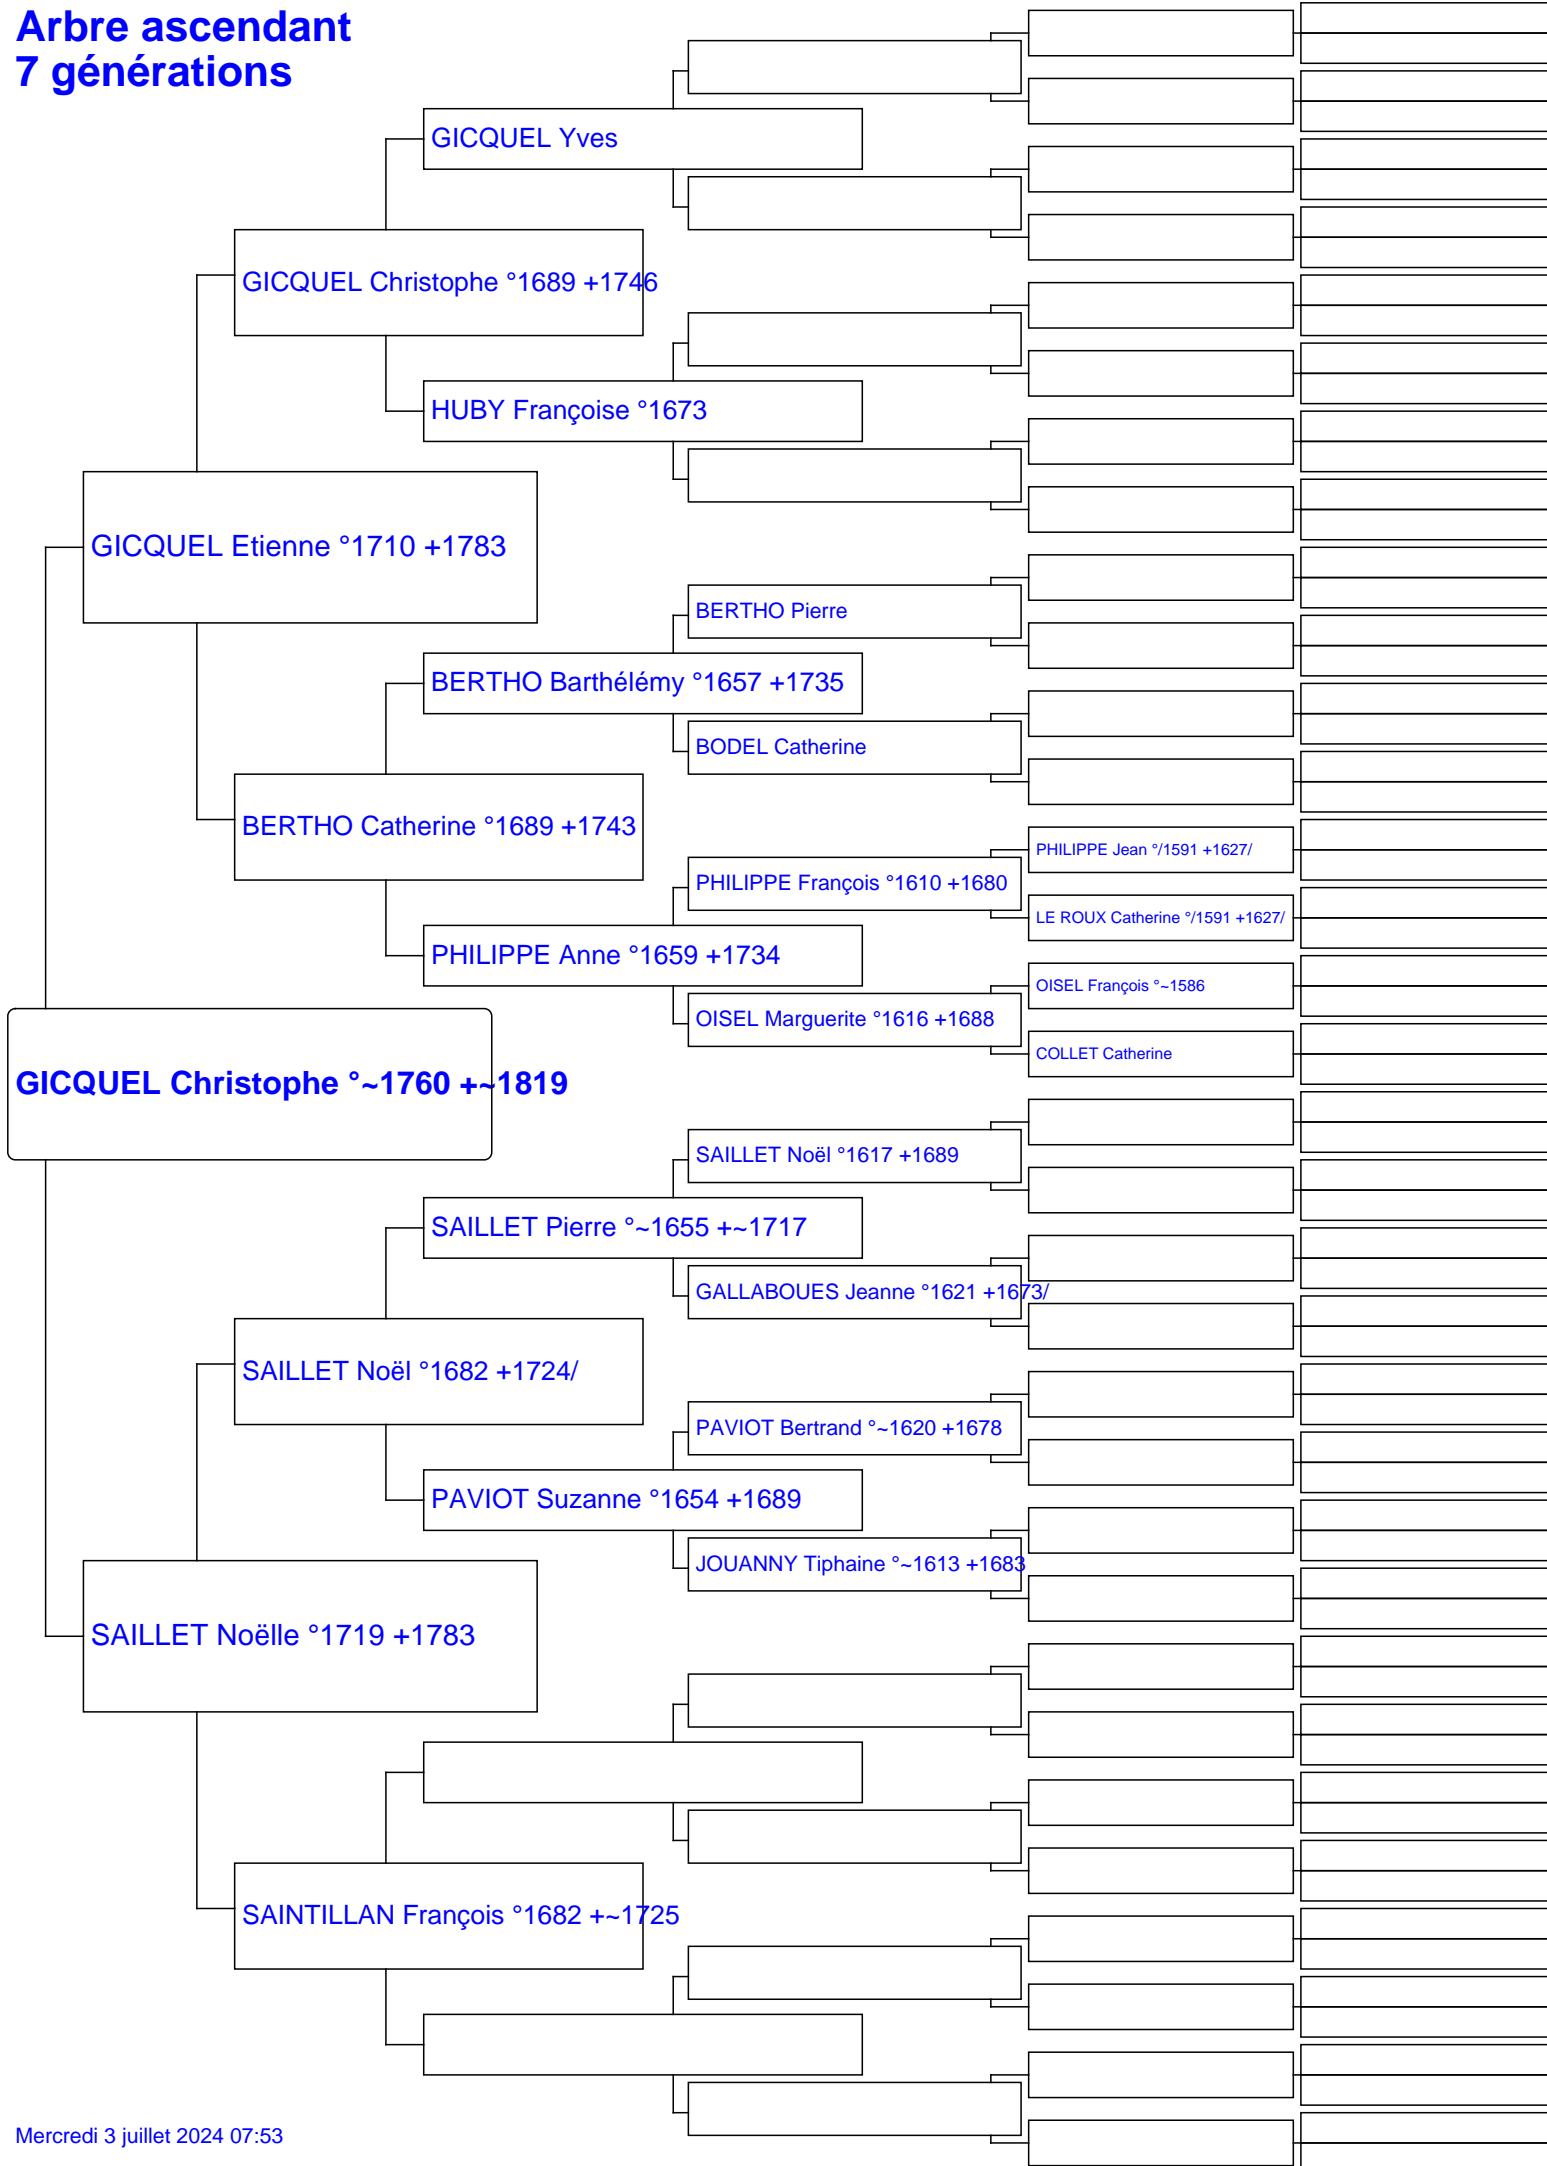 Arbre ascendant
7 générations
GICQUEL Yves
GICQUEL Christophe °1689 +1746
HUBY Françoise °1673
GICQUEL Etienne °1710 +1783
BERTHO Pierre
BERTHO Barthélémy °1657 +1735
BODEL Catherine
BERTHO Catherine °1689 +1743
PHILIPPE Jean °/1591 +1627/
PHILIPPE François °1610 +1680
LE ROUX Catherine °/1591 +1627/
PHILIPPE Anne °1659 +1734
OISEL François °~1586
OISEL Marguerite °1616 +1688
COLLET Catherine
GICQUEL Christophe °~1760 +~1819
SAILLET Noël °1617 +1689
SAILLET Pierre °~1655 +~1717
GALLABOUES Jeanne °1621 +1673/
SAILLET Noël °1682 +1724/
PAVIOT Bertrand °~1620 +1678
PAVIOT Suzanne °1654 +1689
JOUANNY Tiphaine °~1613 +1683
SAILLET Noëlle °1719 +1783
SAINTILLAN François °1682 +~1725
Mercredi 3 juillet 2024 07:53